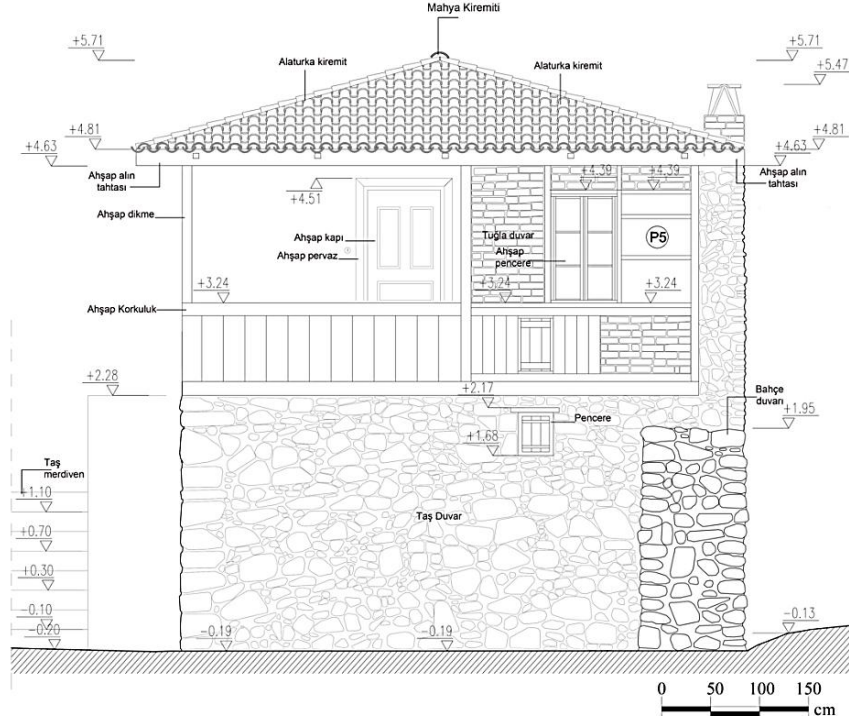 Mahya Kiremiti
+5.71
+5.71
Alaturka kiremit
Alaturka kiremit
+5.47
+4.81
+4.81
+4.63
+4.63
Ahşap alın
tahtası
Ahşap alın
tahtası
+4.39
+4.39
+4.51
Ahşap dikme
Ahşap kapı
Ahşap pervaz
Tuğla duvar
Ahşap
pencere
P5
+3.24
+3.24
+3.24
Ahşap Korkuluk
+2.28
+2.17
Bahçe
duvarı
+1.95
Pencere
+1.68
Taş
merdiven
+1.10
Taş Duvar
+0.70
+0.30
-0.10
-0.20
-0.19
-0.19
-0.13
0 50 100 150
cm